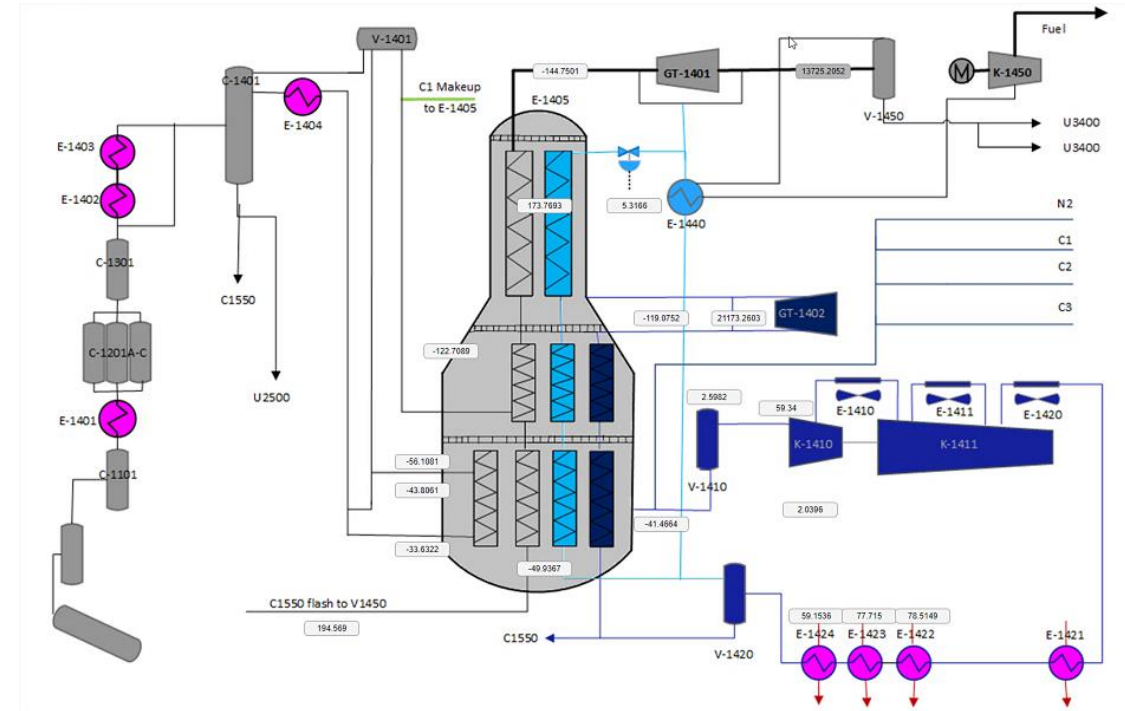 Fuel
V-1401
C-1401
-144.7501
GT-1401
13725.2052
M
K-1450
C1 Makeup
to E-1405
E-1405
E-1404
V-1450
U3400
U3400
E-1403
E-1402
173.7693
5.3166
E-1440
N2
C1
C2
C3
C-1301
C1550
-119.0752
21173.2603
GT-1402
C-1201A-C
-122.7089
U2500
2.5982
59.34
E-1410
E-1411
E-1420
E-1401
K-1410
K-1411
-56.1081
C-1101
-43.8061
V-1410
2.0396
-41.4664
-33.6322
-49.9367
C1550 flash to V1450
194.569
C1550
V-1420
59.1536
77.715
78.5149
E-1424
E-1423
E-1422
E-1421